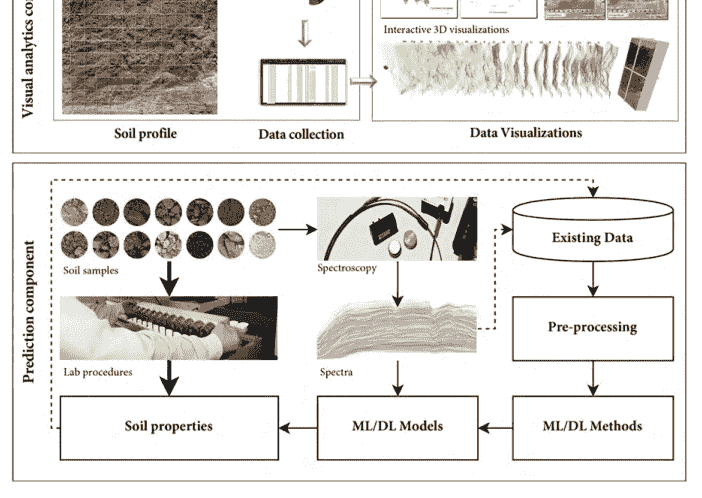 Visual analytics co
Interactive 3D visualizations
Soil profile
Data collection
Data Visualizations
Prediction component
Soil samples
Spectroscopy
Existing Data
Pre-processing
Lab procedures
Spectra
Soil properties
ML/DL Models
ML/DL Methods